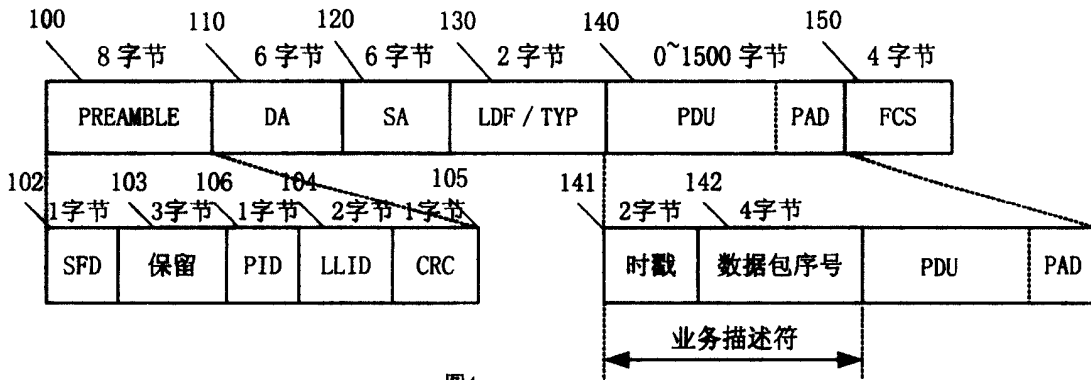 100 110 120 130 140 150
8字节 6字节 6字节 2字节 0~1500 字节 4字节
PREAMBLE DA SA LDF / TYP PDU PAD FCS
102 103 106 104 105 141 142
1字节 3字节 1字节 2字节 1字节 2字节 4字节
SFD 保留 PID LLID CRC 时戳 数据包序号 PDU PAD
业务描述符